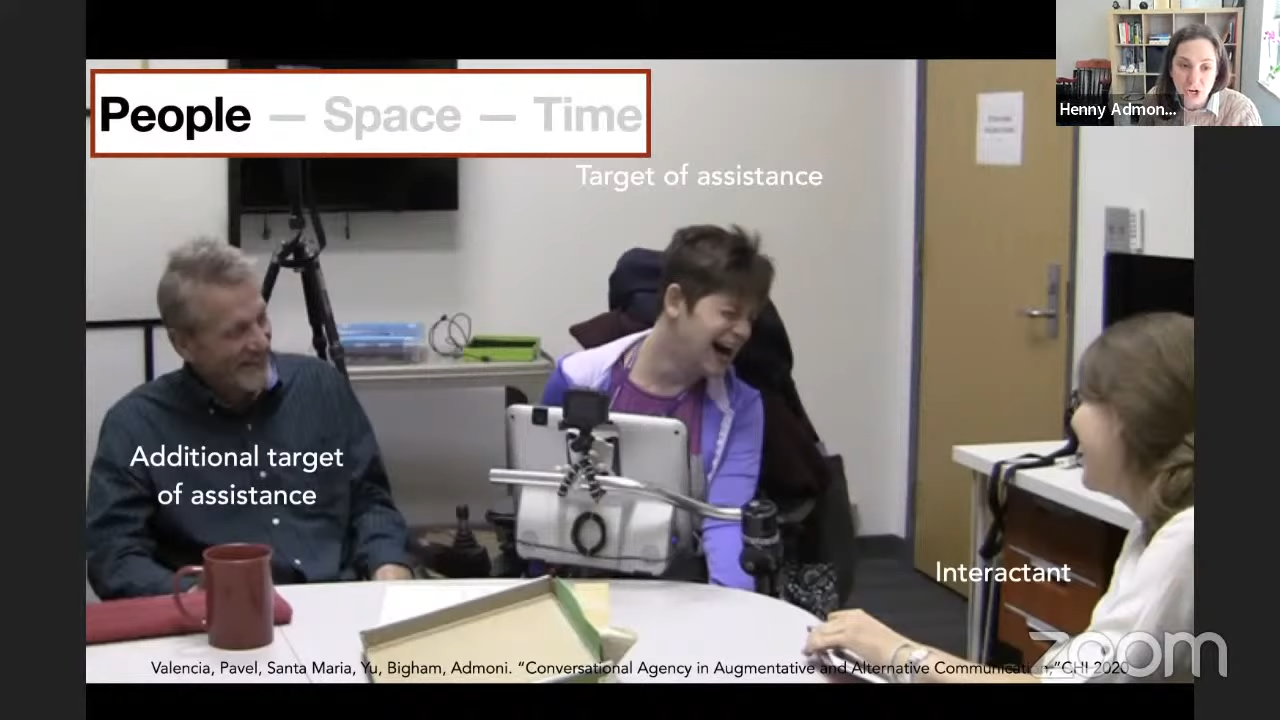 People — Space — Time
Henny Admon...
Target of assistance
Additional target
of assistance
Interactant
Valencia, Pavel, Santa Maria, Yu, Bigham, Admoni. “Conversational Agency in Augmentative and Alternative Communication,” CHI 2020
zoom